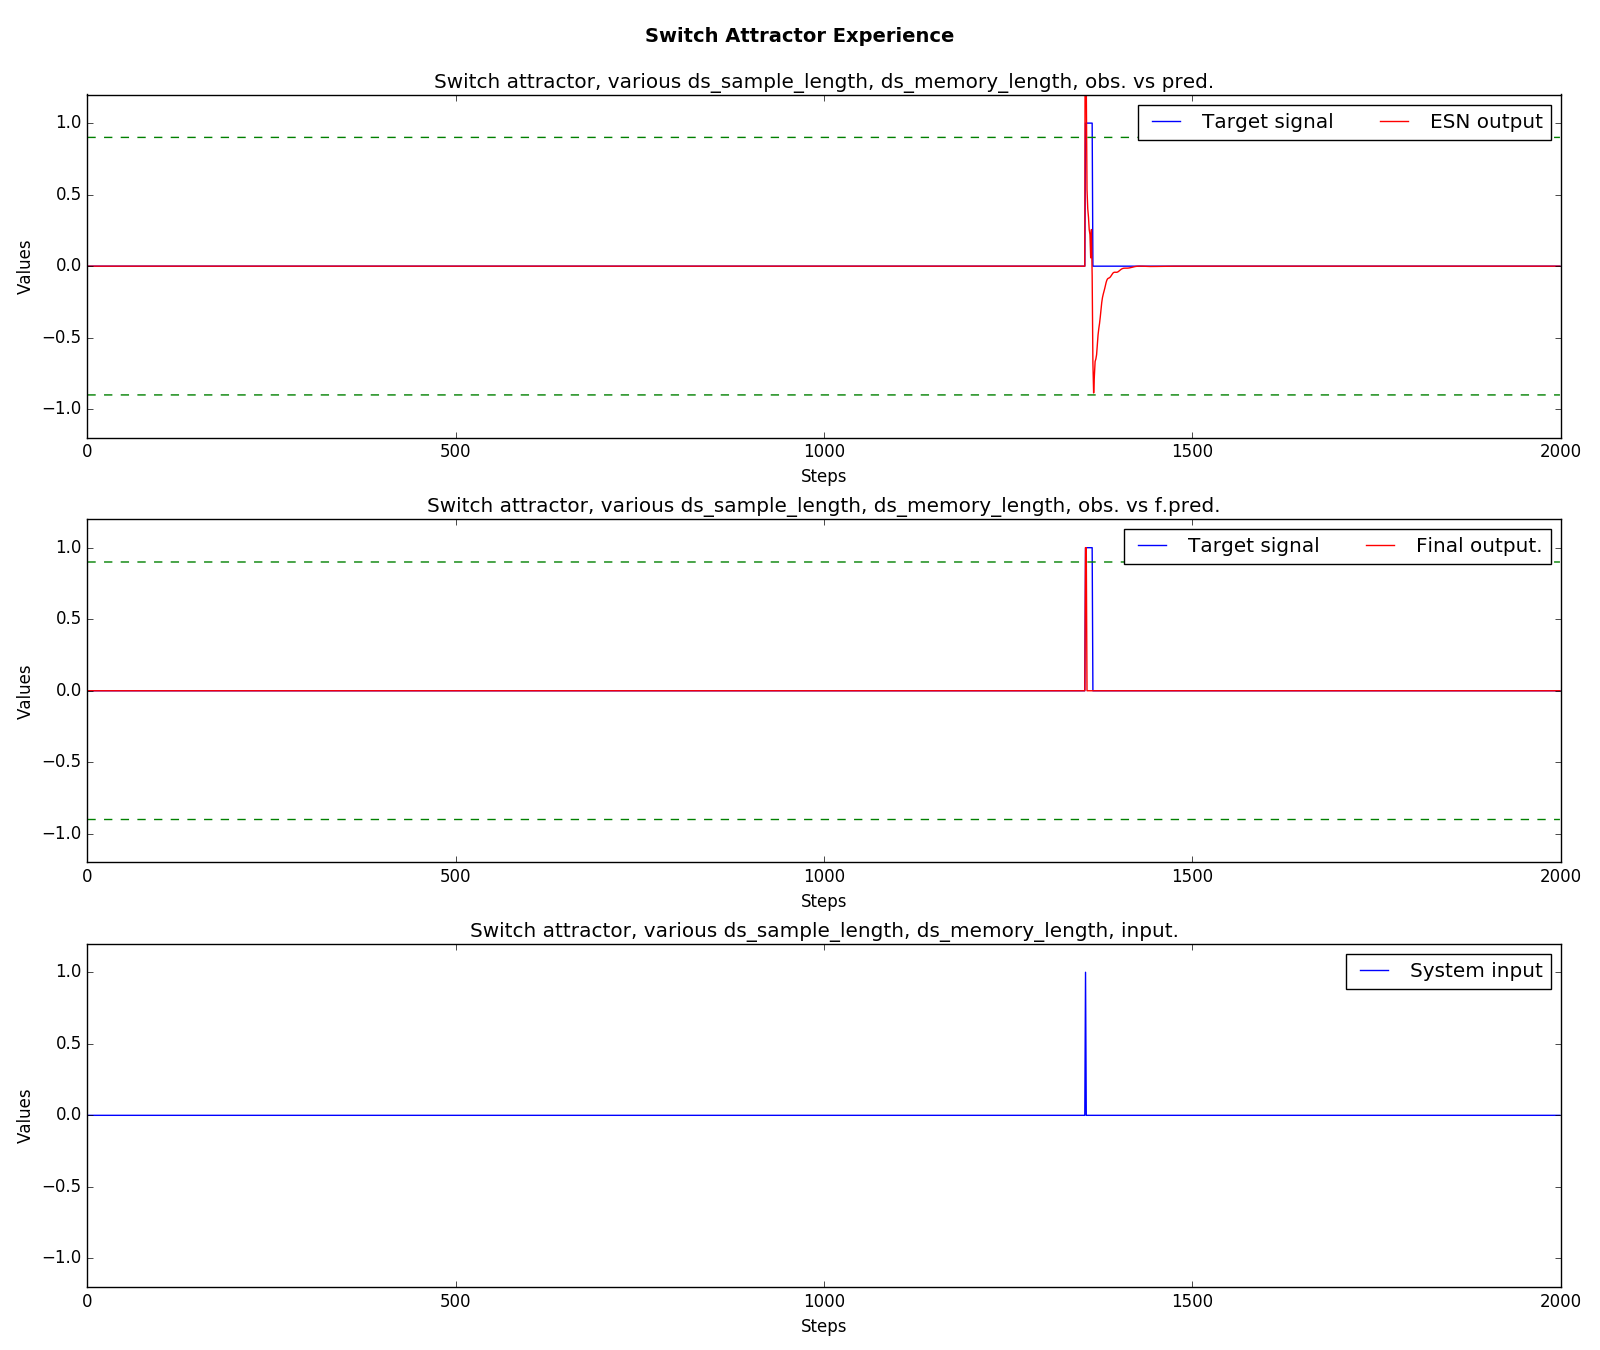 Switch Attractor Experience
Switch attractor, various ds_sample_length, ds_memory_length, obs. vs pred.
Target signal ESN output
1.0
0.5
0.0
−0.5
−1.0
Values
0 500 1000 1500 2000
Steps
Switch attractor, various ds_sample_length, ds_memory_length, obs. vs f.pred.
Target signal Final output.
1.0
0.5
0.0
−0.5
−1.0
Values
0 500 1000 1500 2000
Steps
Switch attractor, various ds_sample_length, ds_memory_length, input.
System input
1.0
0.5
0.0
−0.5
−1.0
Values
0 500 1000 1500 2000
Steps